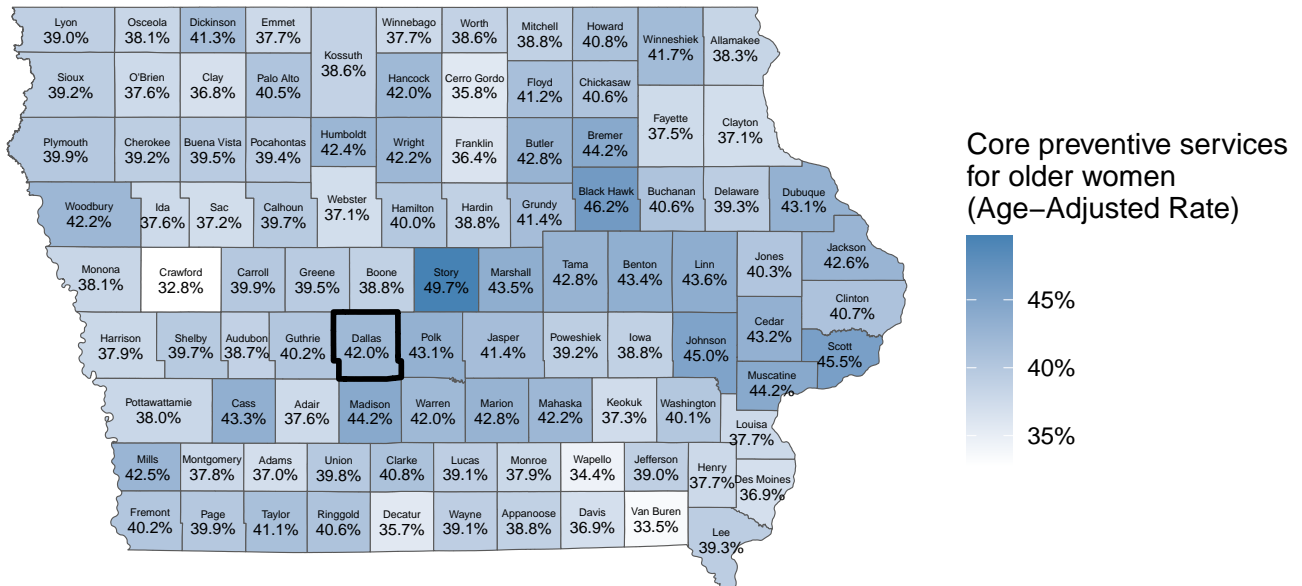 Lyon
39.0%
Osceola
38.1%
Dickinson
41.3%
Emmet
37.7%
Kossuth
38.6%
Winnebago
37.7%
Worth
38.6%
Mitchell
38.8%
Howard
40.8%
Winneshiek
41.7%
Allamakee
38.3%
Sioux
39.2%
O'Brien
37.6%
Clay
36.8%
Palo Alto
40.5%
Hancock
42.0%
Cerro Gordo
35.8%
Floyd
41.2%
Chickasaw
40.6%
Fayette
37.5%
Clayton
37.1%
Plymouth
39.9%
Cherokee
39.2%
Buena Vista
39.5%
Pocahontas
39.4%
Humboldt
42.4%
Wright
42.2%
Franklin
36.4%
Butler
42.8%
Bremer
44.2%
Woodbury
42.2%
Ida
37.6%
Sac
37.2%
Calhoun
39.7%
Webster
37.1%
Hamilton
40.0%
Hardin
38.8%
Grundy
41.4%
Black Hawk
46.2%
Buchanan
40.6%
Delaware
39.3%
Dubuque
43.1%
Monona
38.1%
Crawford
32.8%
Carroll
39.9%
Greene
39.5%
Boone
38.8%
Story
49.7%
Marshall
43.5%
Tama
42.8%
Benton
43.4%
Linn
43.6%
Jones
40.3%
Jackson
42.6%
Clinton
40.7%
Harrison
37.9%
Shelby
39.7%
Audubon
38.7%
Guthrie
40.2%
Dallas
42.0%
Polk
43.1%
Jasper
41.4%
Poweshiek
39.2%
Iowa
38.8%
Johnson
45.0%
Cedar
43.2%
Scott
45.5%
Muscatine
44.2%
Pottawattamie
38.0%
Cass
43.3%
Adair
37.6%
Madison
44.2%
Warren
42.0%
Marion
42.8%
Mahaska
42.2%
Keokuk
37.3%
Washington
40.1%
Louisa
37.7%
Mills
42.5%
Montgomery
37.8%
Adams
37.0%
Union
39.8%
Clarke
40.8%
Lucas
39.1%
Monroe
37.9%
Wapello
34.4%
Jefferson
39.0%
Henry
37.7%
Des Moines
36.9%
Fremont
40.2%
Page
39.9%
Taylor
41.1%
Ringgold
40.6%
Decatur
35.7%
Wayne
39.1%
Appanoose
38.8%
Davis
36.9%
Van Buren
33.5%
Lee
39.3%
Core preventive services
for older women
(Age−Adjusted Rate)
45%
40%
35%